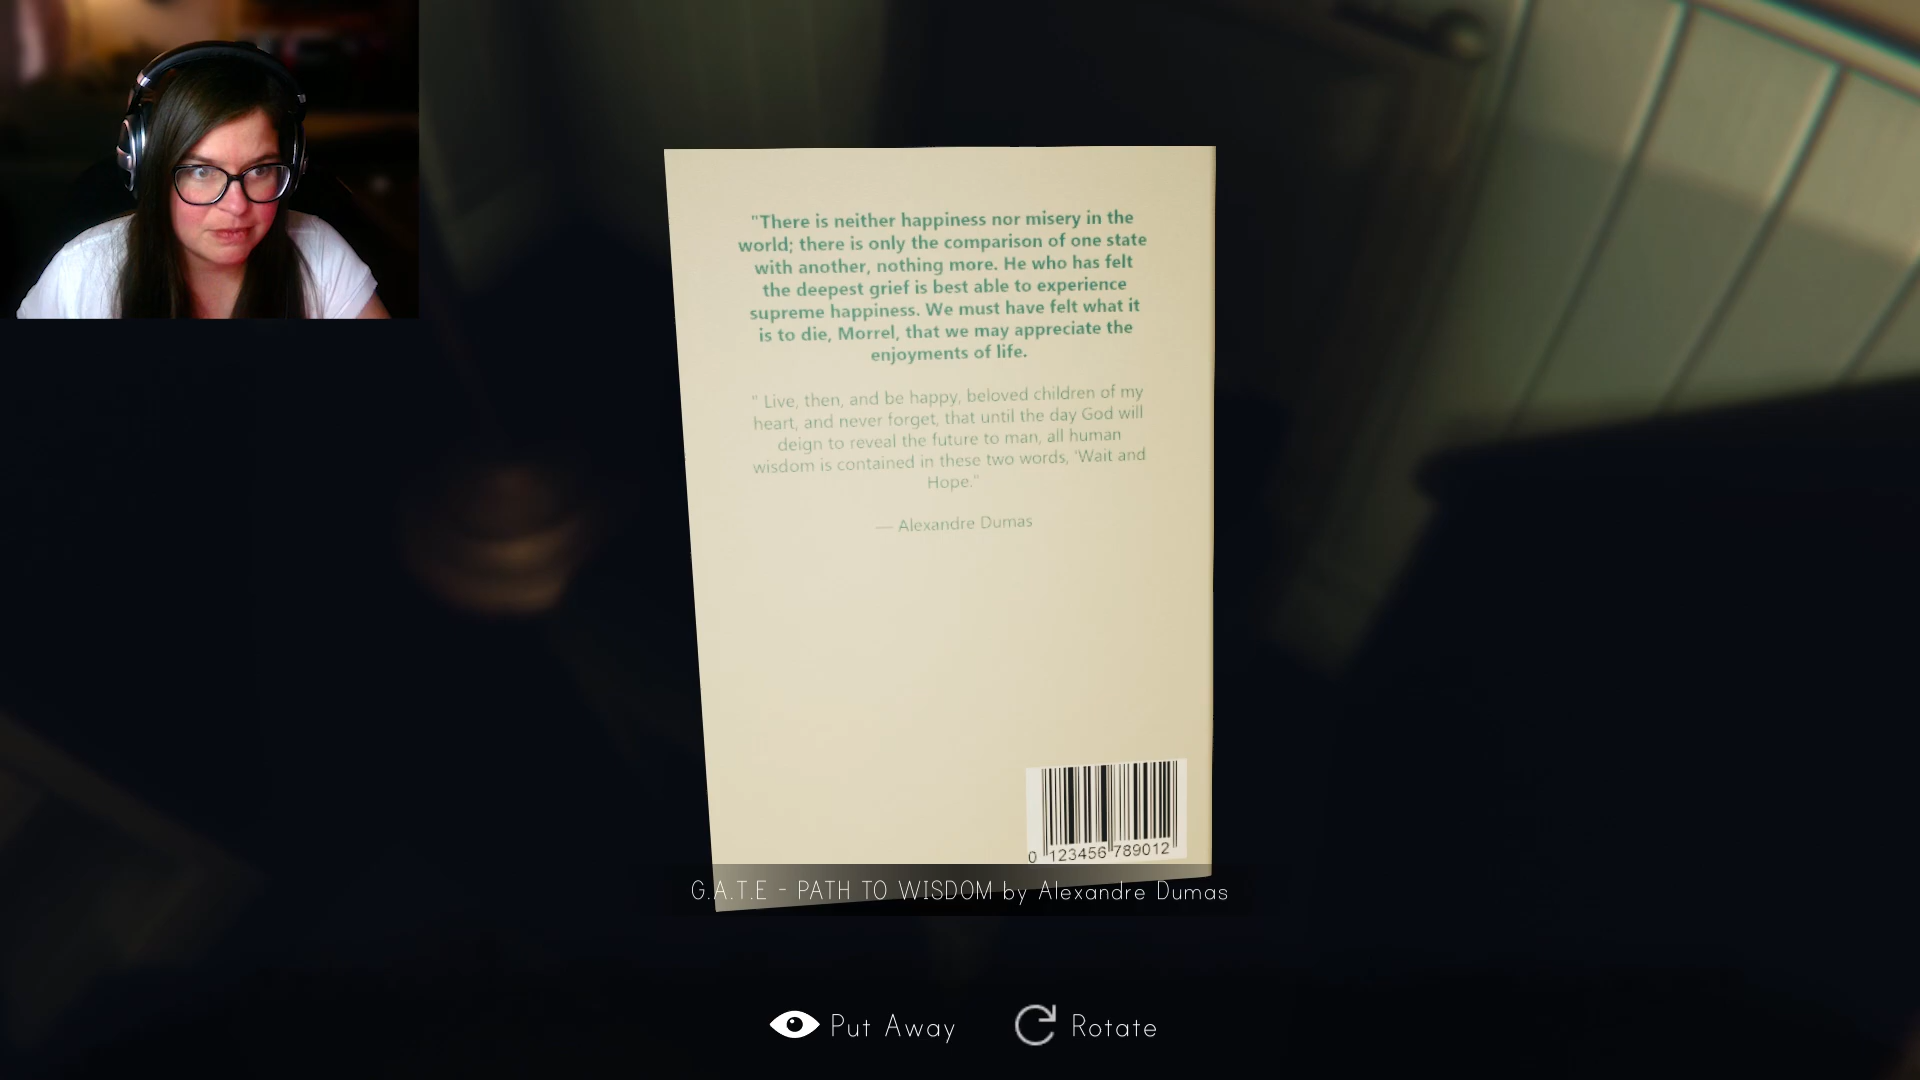 "There is neither happiness nor misery in the
world; there is only the comparison of one state
with another, nothing more. He who has felt
the deepest grief is best able to experience
supreme happiness. We must have felt what it
is to die, Morrel, that we may appreciate the
enjoyments of life.
" Live, then, and be happy, beloved children of my
heart, and never forget, that until the day God will
deign to reveal the future to man, all human
wisdom is contained in these two words, 'Wait and
Hope."
— Alexandre Dumas
0 123456 789012
G.A.T.E - PATH TO WISDOM by Alexandre Dumas
Put Away Rotate